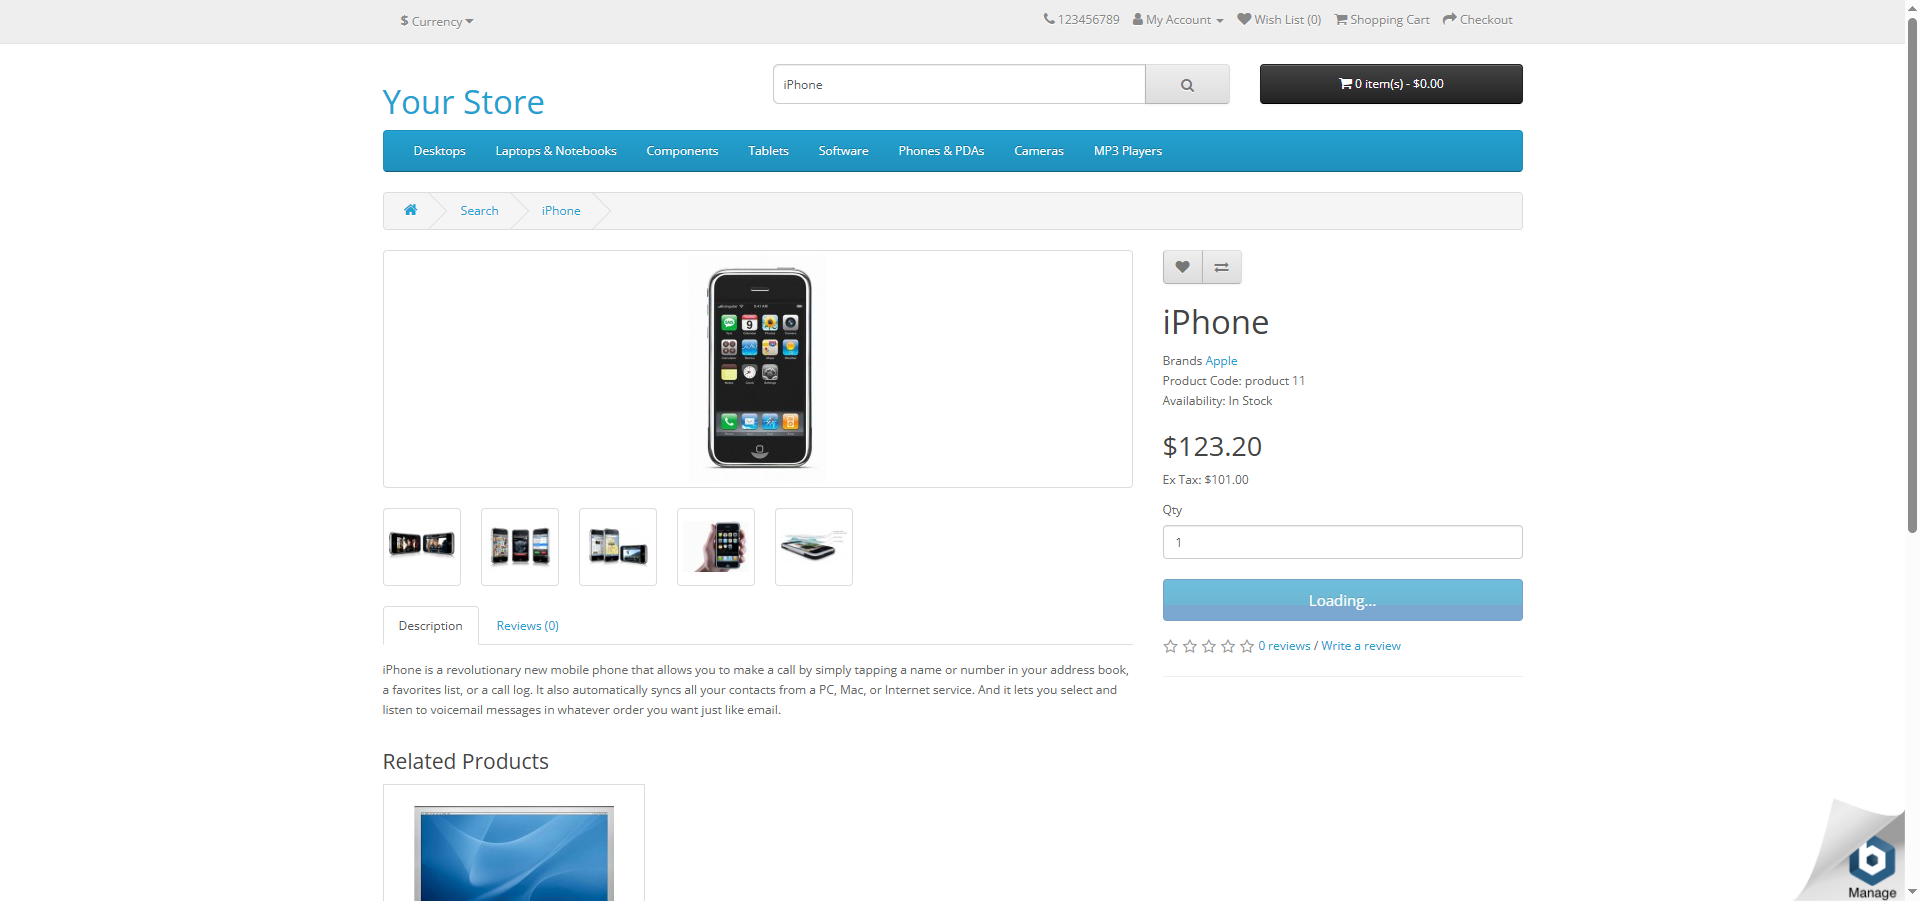 $ Currency
123456789 My Account Wish List (0) Shopping Cart Checkout
Your Store
iPhone
0 item(s) - $0.00
Desktops Laptops & Notebooks Components Tablets Software Phones & PDAs Cameras MP3 Players
Search iPhone
iPhone
Brands Apple
Product Code: product 11
Availability: In Stock
$123.20
Ex Tax: $101.00
Qty
1
Loading...
0 reviews / Write a review
Description Reviews (0)
iPhone is a revolutionary new mobile phone that allows you to make a call by simply tapping a name or number in your address book,
a favorites list, or a call log. It also automatically syncs all your contacts from a PC, Mac, or Internet service. And it lets you select and
listen to voicemail messages in whatever order you want just like email.
Related Products
Manage